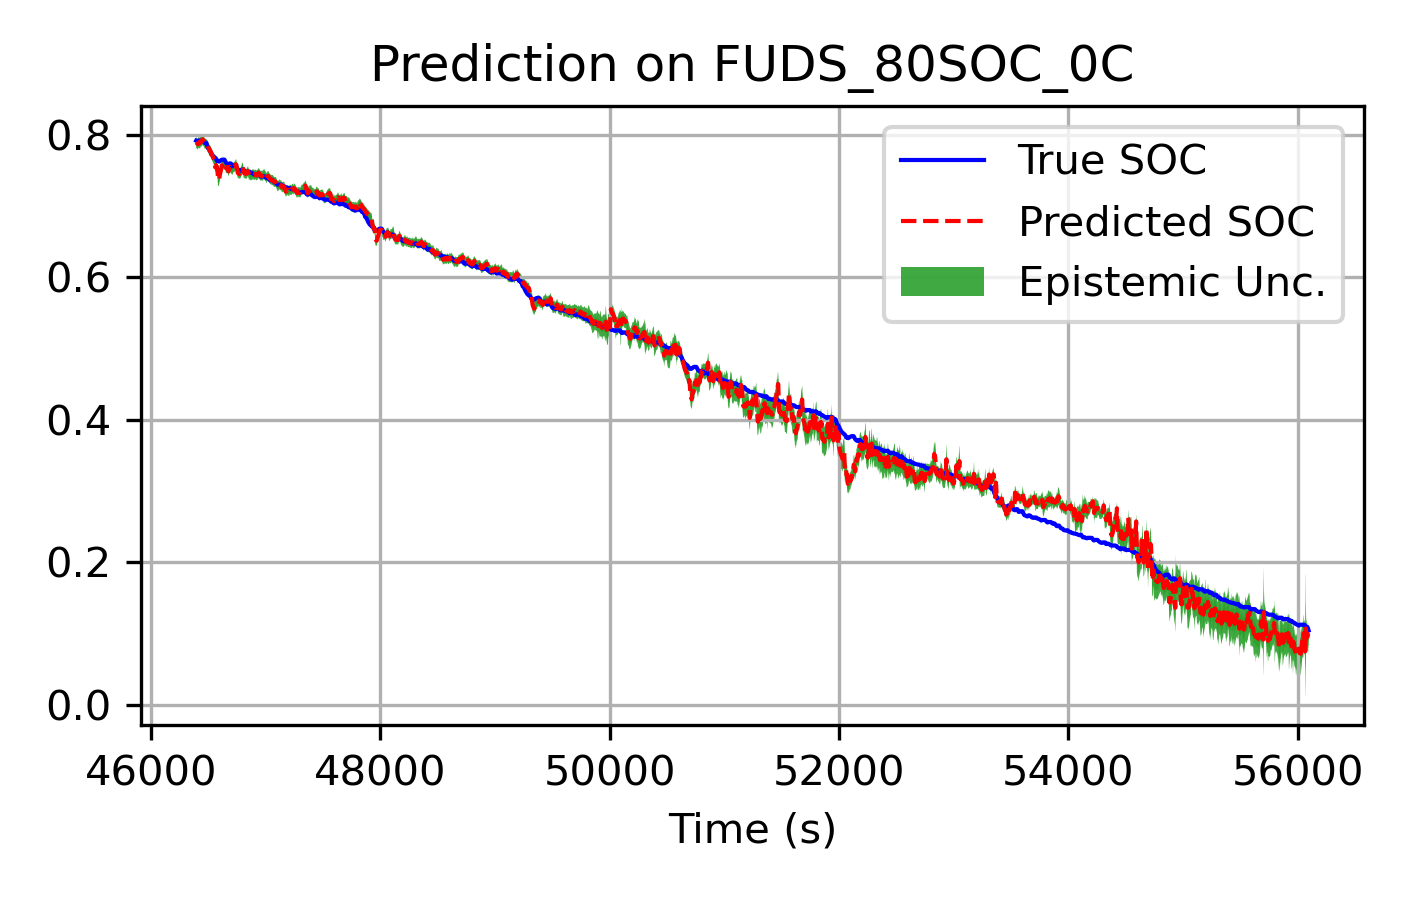 Prediction on FUDS_80SOC_0C
True SOC
Predicted SOC
Epistemic Unc.
0.8
0.6
0.4
0.2
0.0
46000 48000 50000 52000 54000 56000
Time (s)